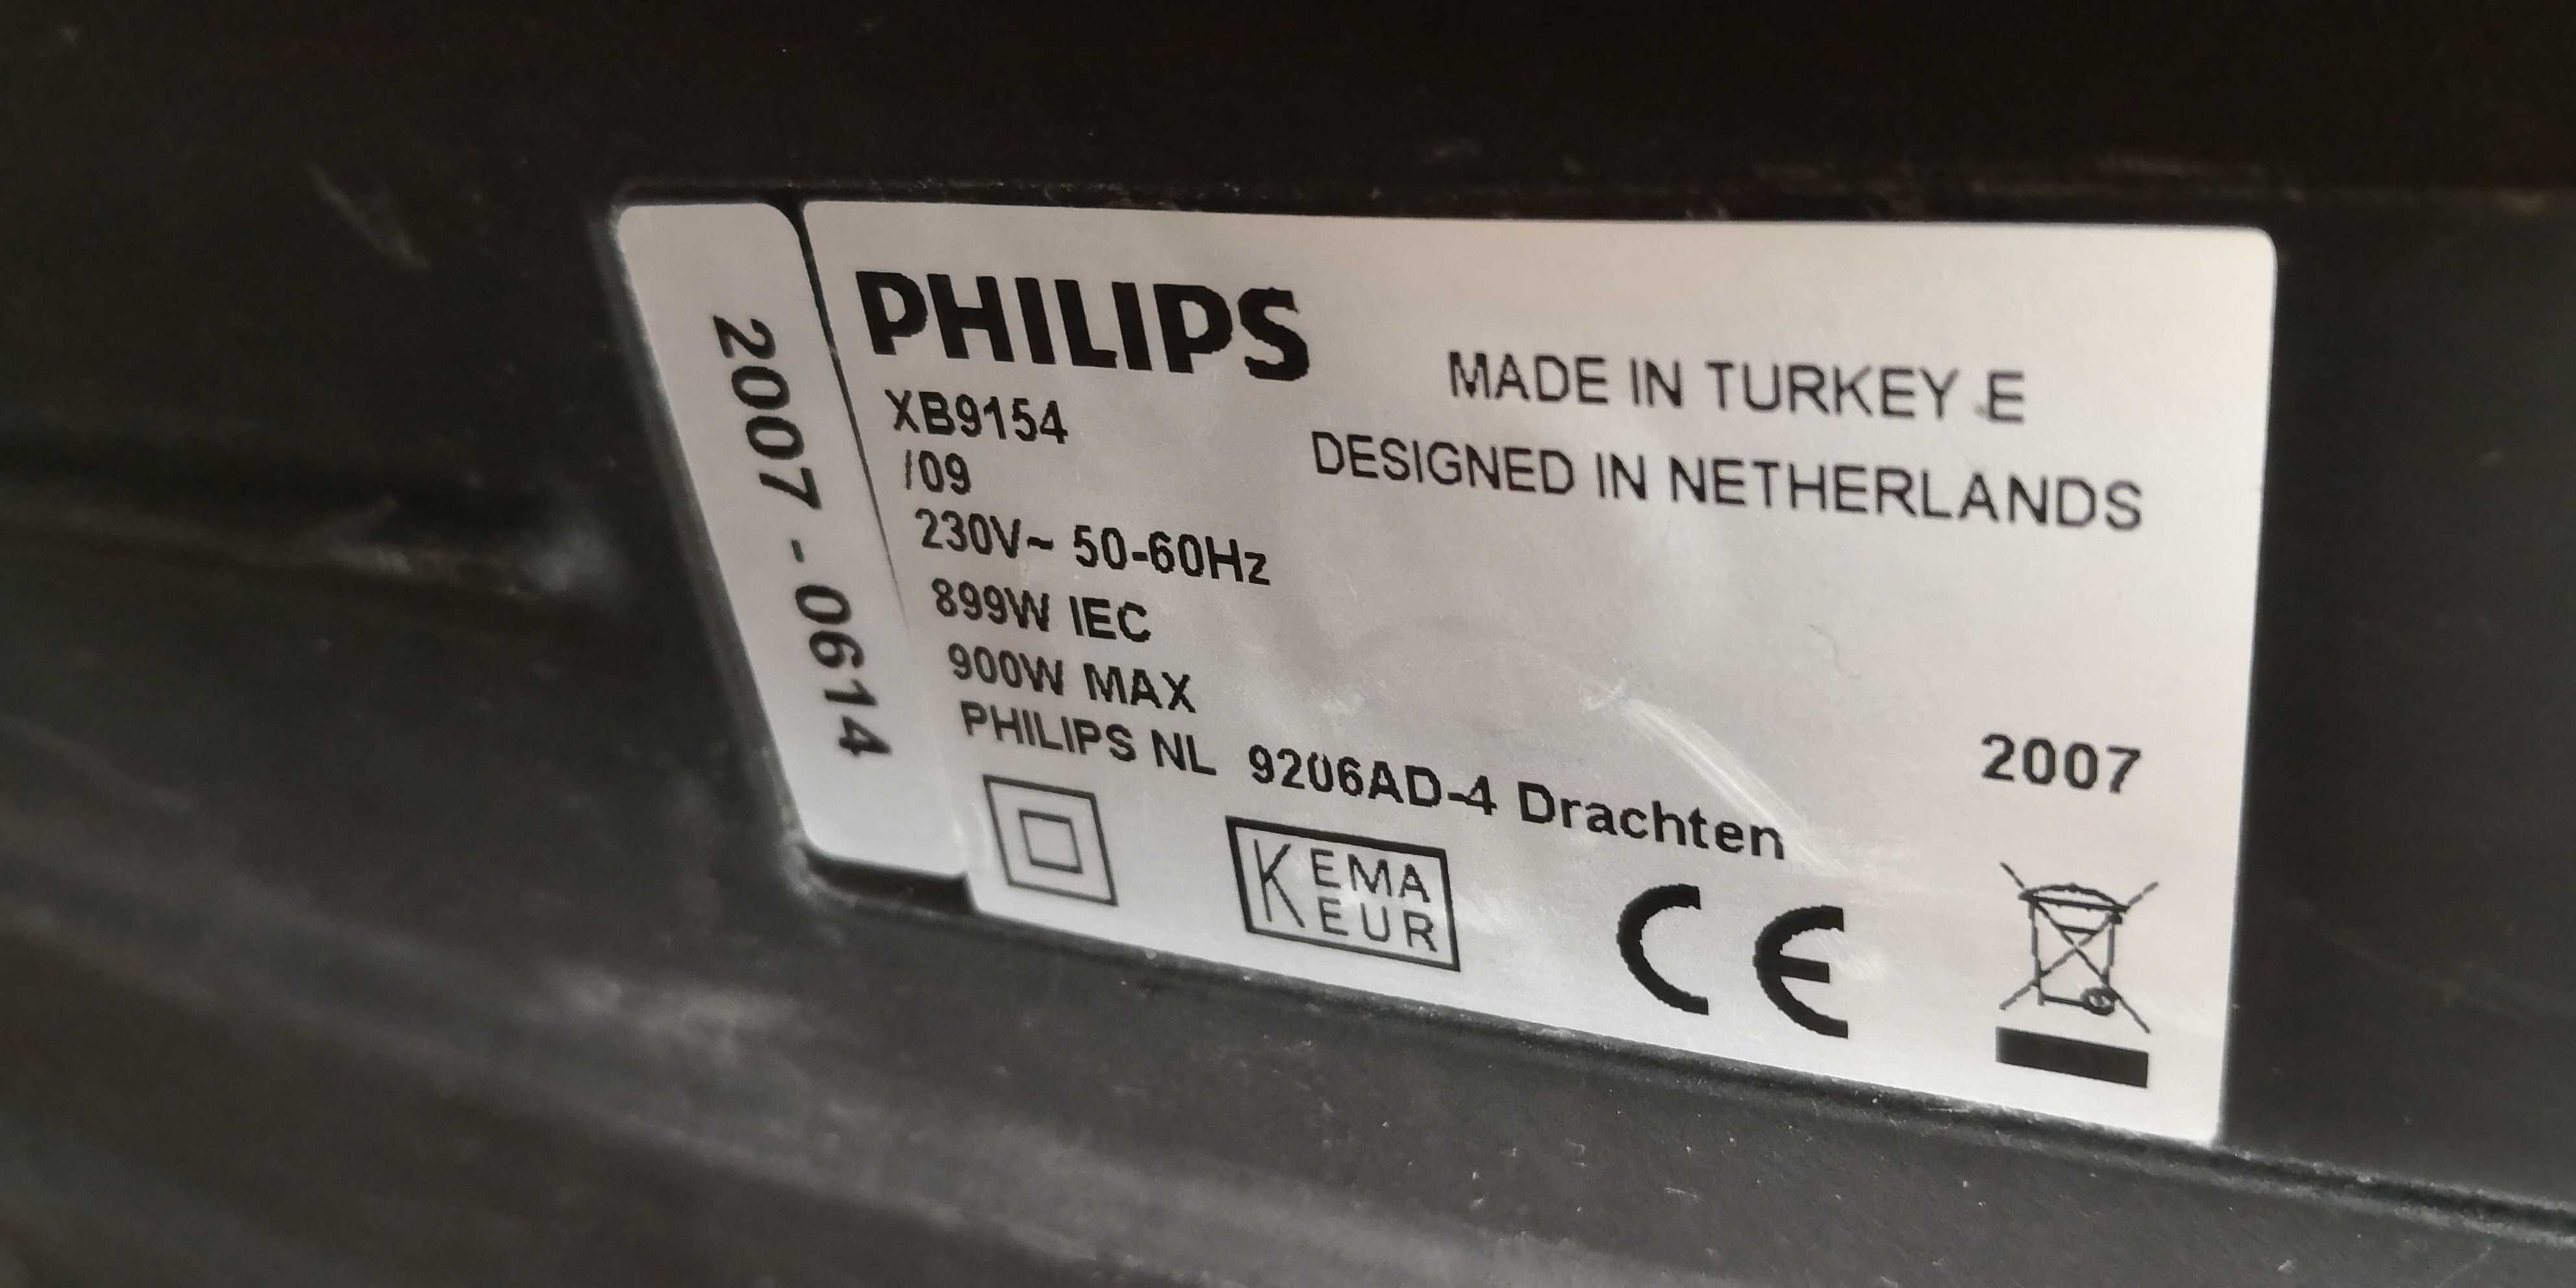 2007 - 0614
PHILIPS
MADE IN TURKEY E
DESIGNED IN NETHERLANDS
XB9154
/09
230V~ 50-60Hz
899W IEC
900W MAX
PHILIPS NL 9206AD-4 Drachten
2007
KEMA
KEUR
CE